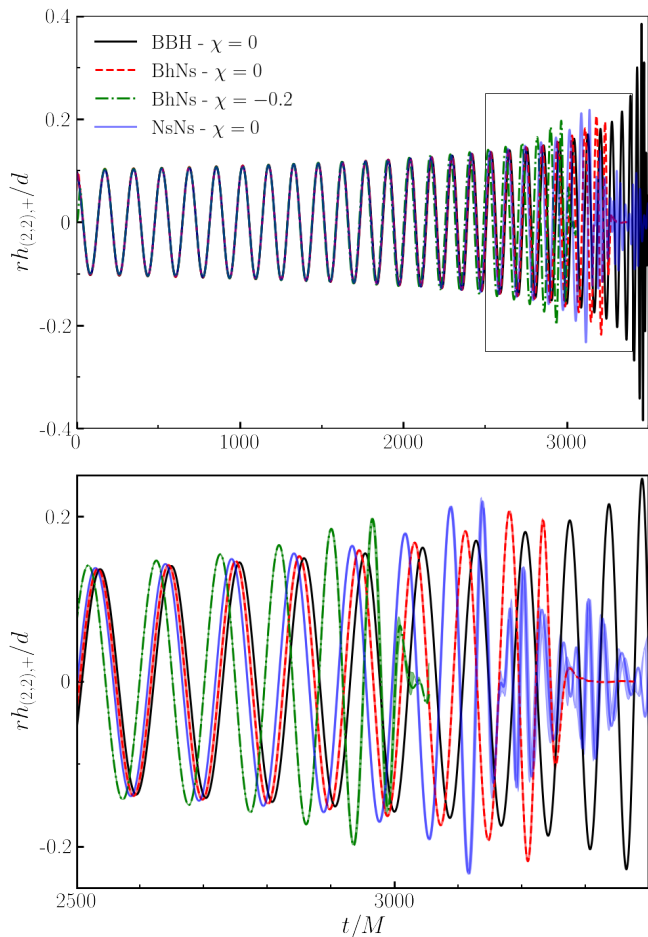 0.4
BBH - χ = 0
BhNs - χ = 0
BhNs - χ = −0.2
NsNs - χ = 0
0.2
rh(2,2),+/d
0
-0.2
-0.4
0 1000 2000 3000
0.2
rh(2,2),+/d
0
-0.2
2500 3000
t/M